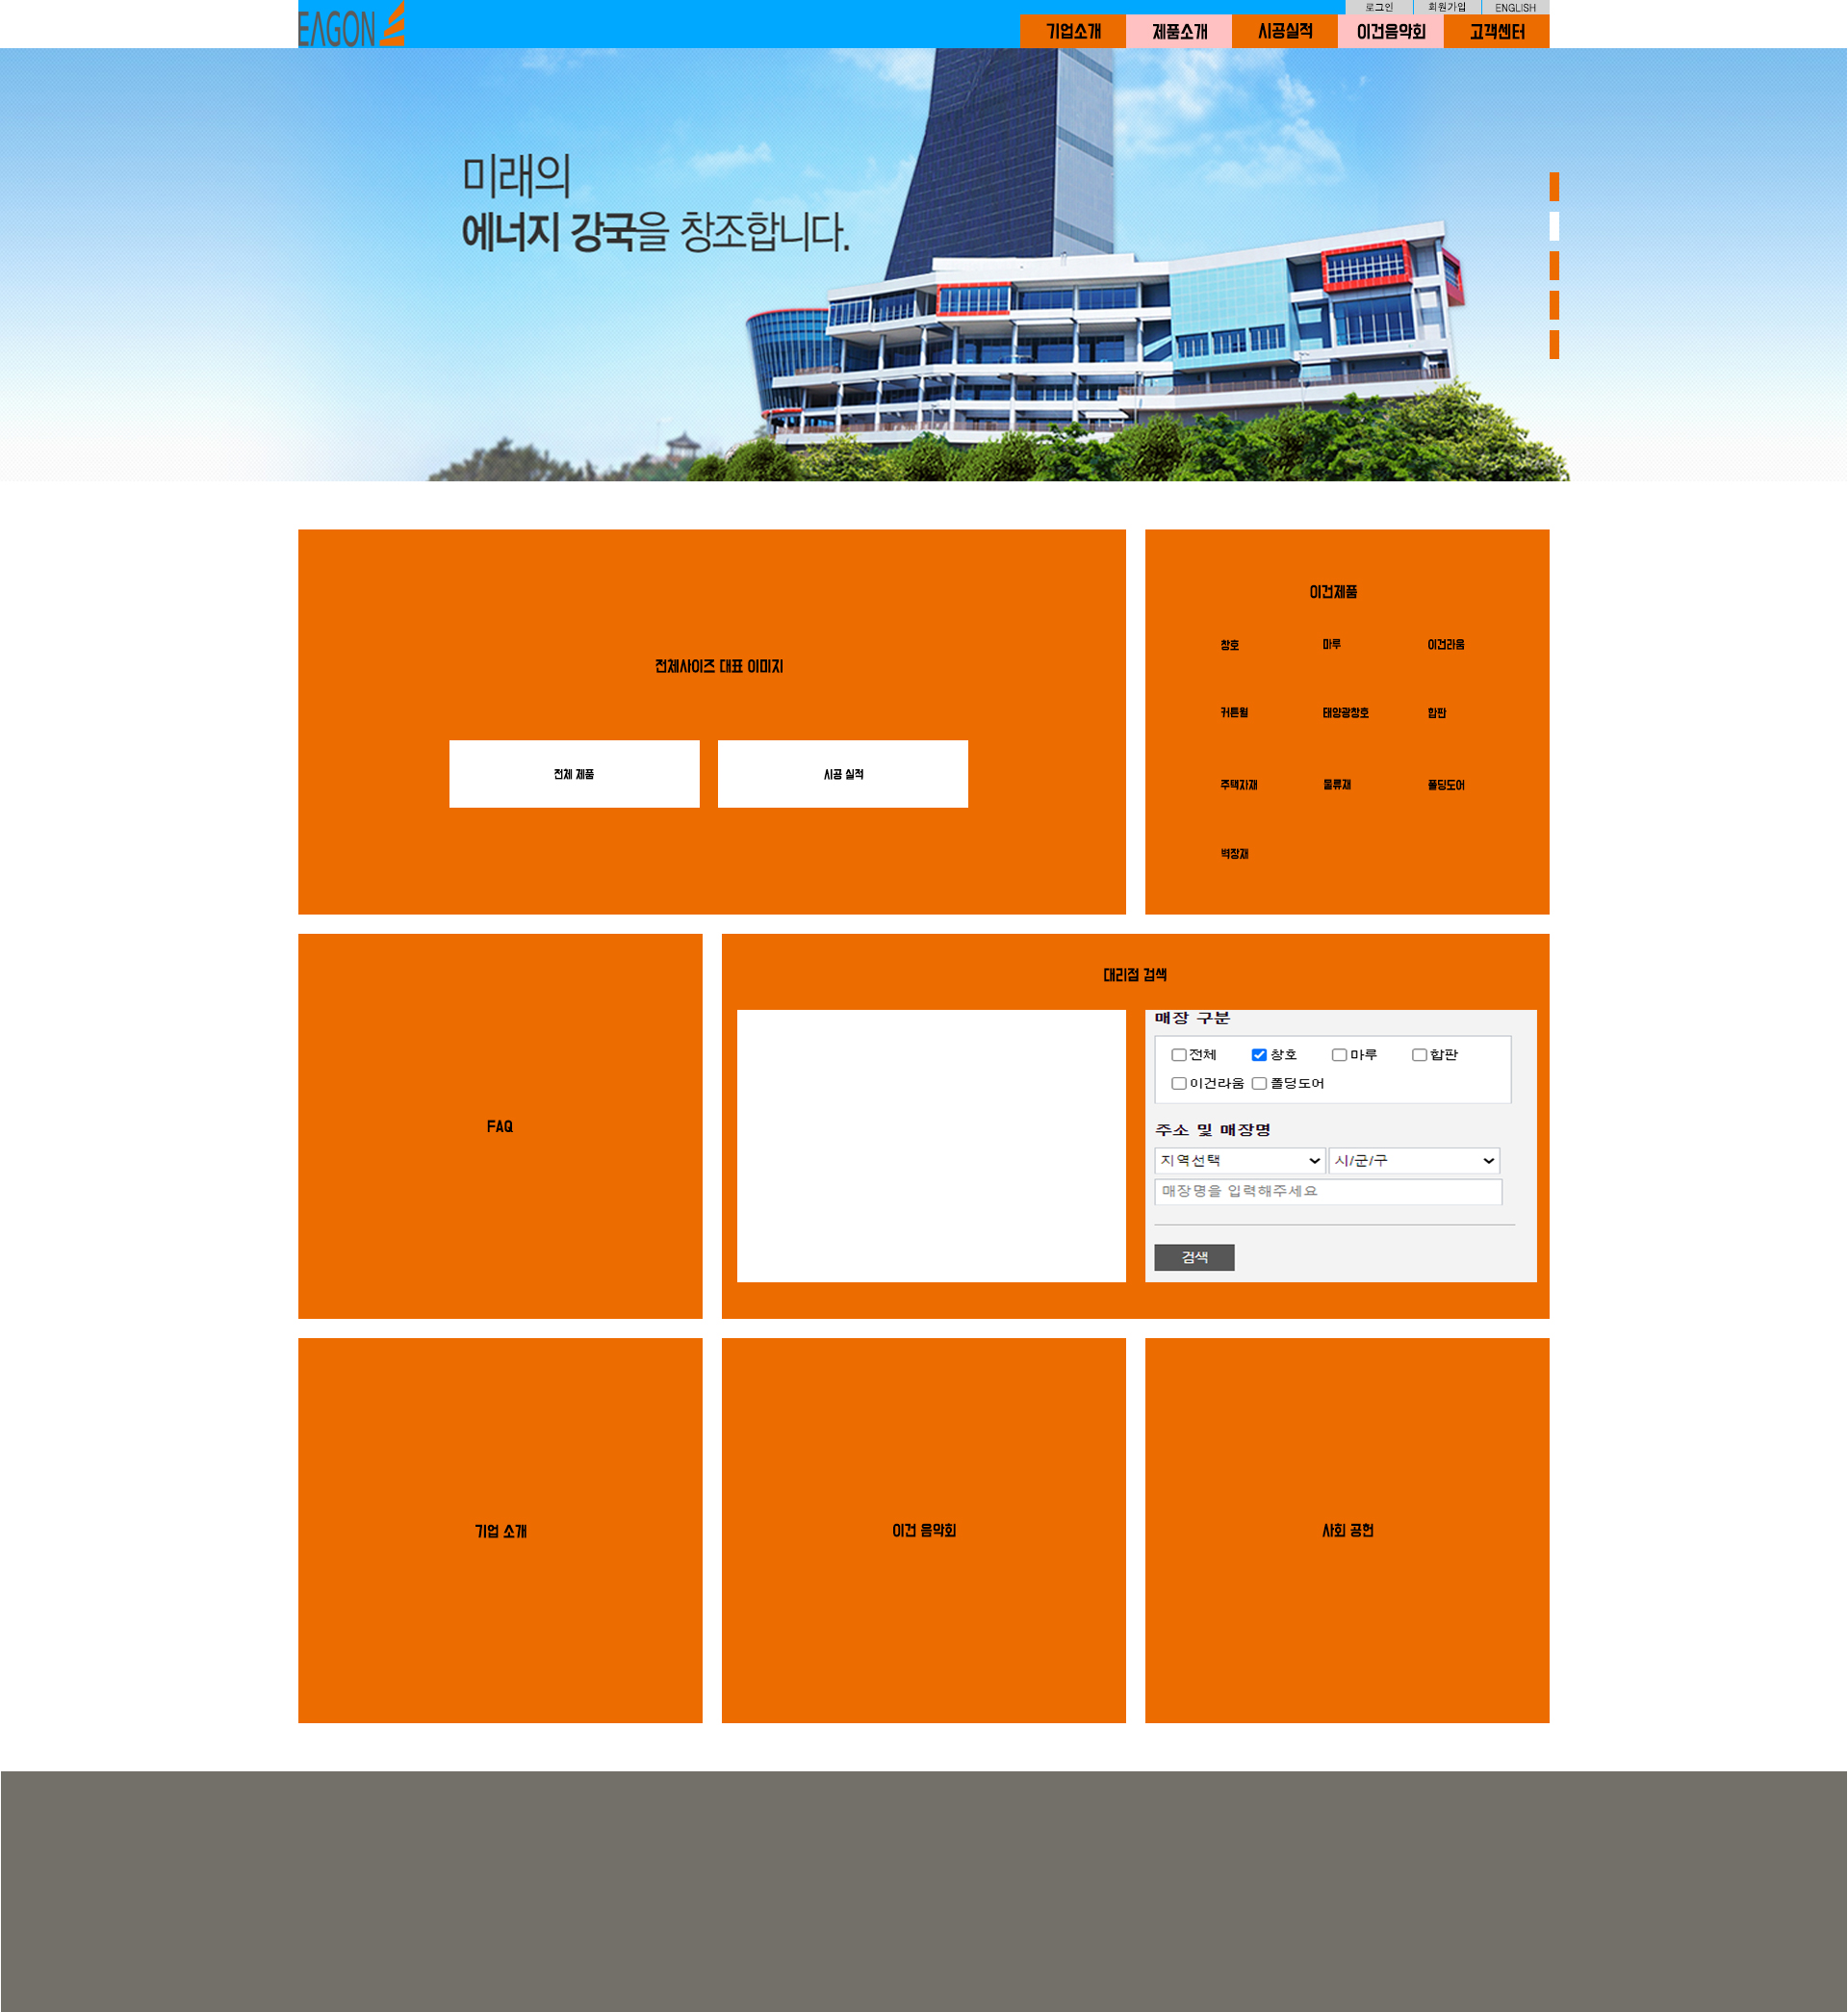 EAGON
로그인 회원가입 ENGLISH
기업소개 제품소개 시공실적 이건음악회 고객센터
미래의
에너지 강국을 창조합니다.
전체사이즈 대표 이미지
전체 제품 시공 실적
이건제품
창호 마루 이건라움
커튼월 태양광창호 합판
주택자재 물류재 폴딩도어
벽장재
FAQ
대리점 검색
매장 구분
전체 창호 마루 합판
이건라움 폴딩도어
주소 및 매장명
지역선택 시/군/구
매장명을 입력해주세요
검색
기업 소개
이건 음악회
사회 공헌